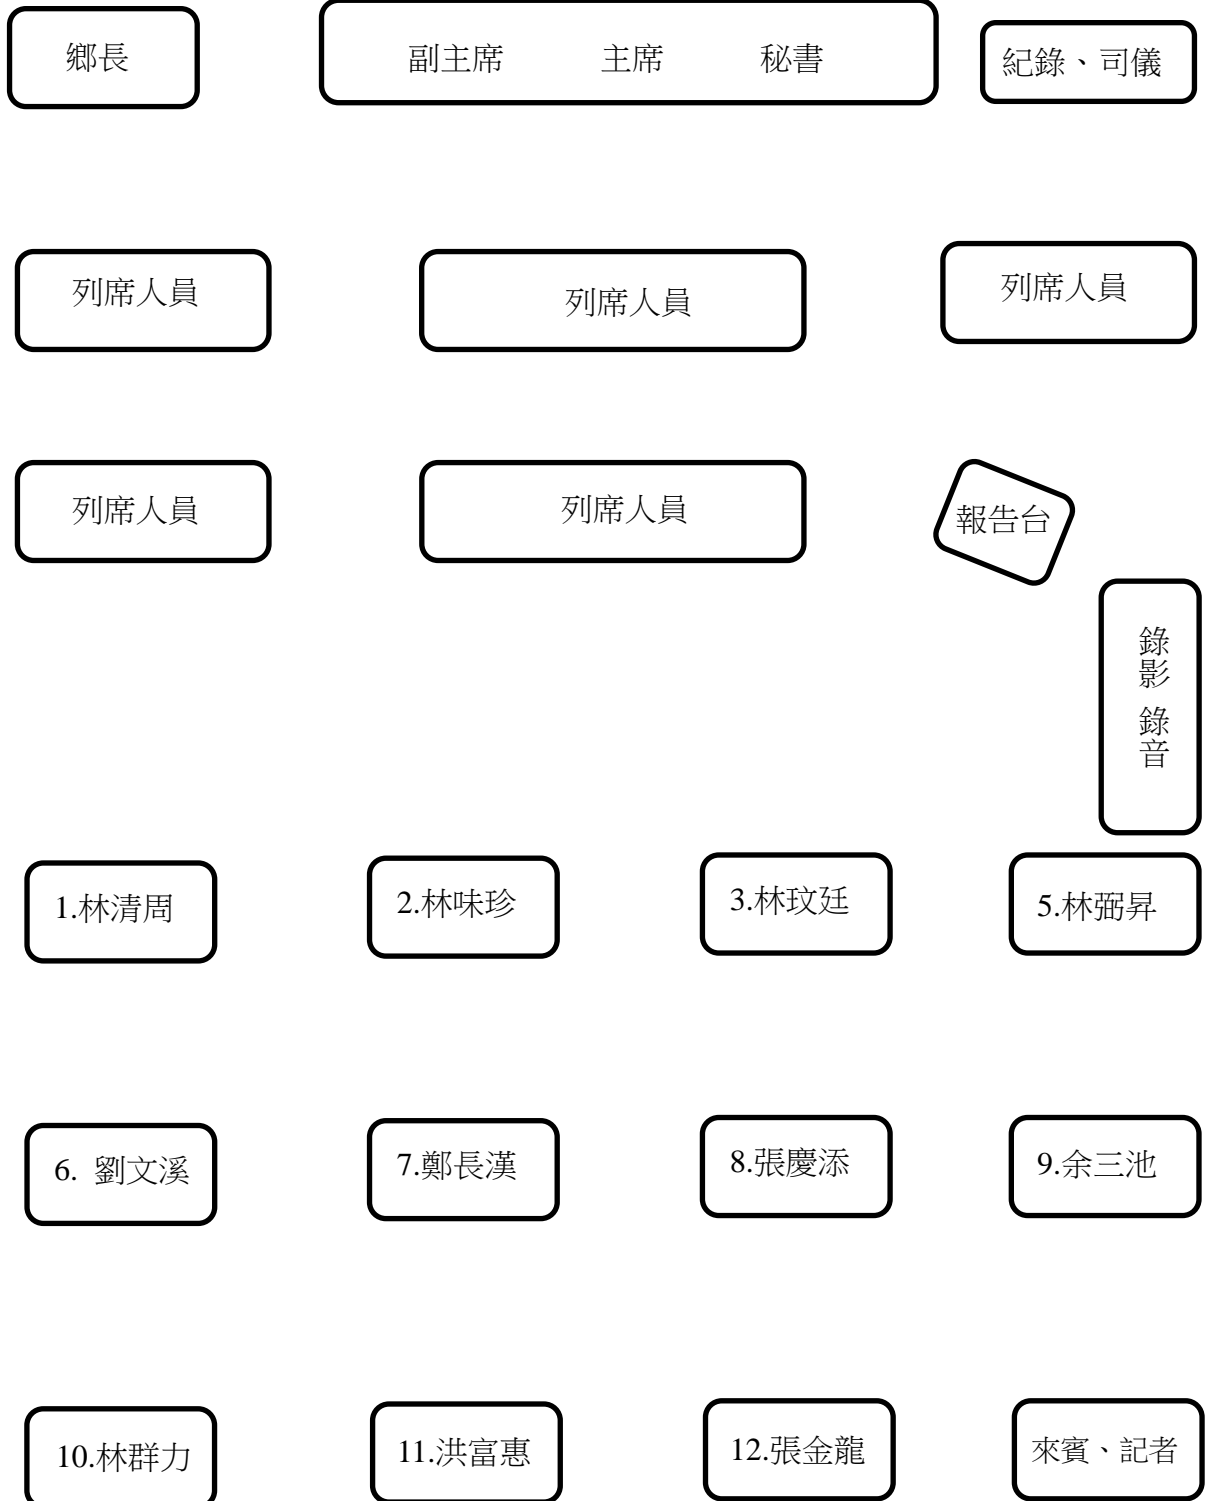 鄉長
副主席 主席 秘書
紀錄、司儀
列席人員
列席人員
列席人員
列席人員
列席人員
報告台
錄影 錄音
1.林清周
2.林味珍
3.林玟廷
5.林弼昇
6. 劉文溪
7.鄭長漢
8.張慶添
9.余三池
10.林群力
11.洪富惠
12.張金龍
來賓、記者